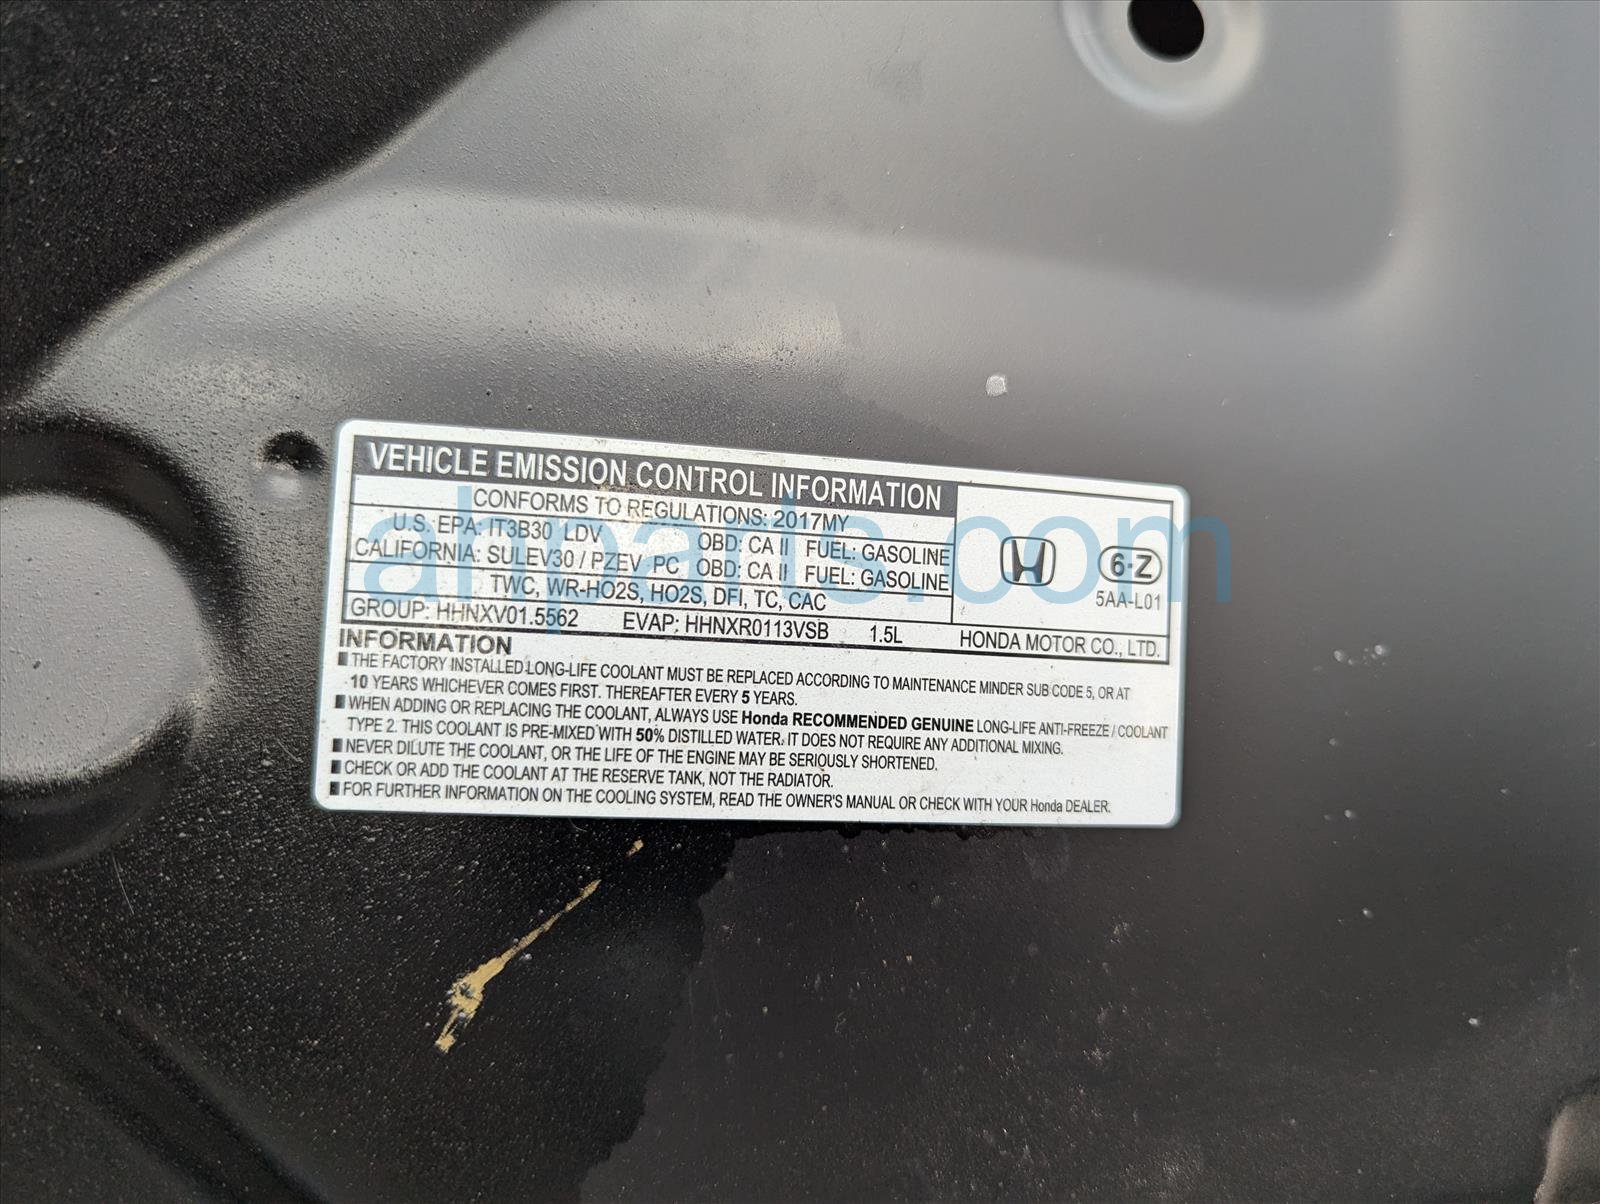 VEHICLE EMISSION CONTROL INFORMATION
CONFORMS TO REGULATIONS: 2017MY
U.S. EPA: IT3B30 LDV OBD: CA II FUEL: GASOLINE
CALIFORNIA: SULEV30 / PZEV PC OBD: CA II FUEL: GASOLINE
TWC, WR-HO2S, HO2S, DFI, TC, CAC
6-Z
5AA-L01
GROUP: HHNXV01.5562 EVAP: HHNXR0113VSB 1.5L HONDA MOTOR CO., LTD.
INFORMATION
THE FACTORY INSTALLED LONG-LIFE COOLANT MUST BE REPLACED ACCORDING TO MAINTENANCE MINDER SUB CODE 5, OR AT
10 YEARS WHICHEVER COMES FIRST. THEREAFTER EVERY 5 YEARS.
WHEN ADDING OR REPLACING THE COOLANT, ALWAYS USE Honda RECOMMENDED GENUINE LONG-LIFE ANTI-FREEZE / COOLANT
TYPE 2. THIS COOLANT IS PRE-MIXED WITH 50% DISTILLED WATER. IT DOES NOT REQUIRE ANY ADDITIONAL MIXING.
NEVER DILUTE THE COOLANT, OR THE LIFE OF THE ENGINE MAY BE SERIOUSLY SHORTENED.
CHECK OR ADD THE COOLANT AT THE RESERVE TANK, NOT THE RADIATOR.
FOR FURTHER INFORMATION ON THE COOLING SYSTEM, READ THE OWNER'S MANUAL OR CHECK WITH YOUR Honda DEALER.
ahparts.com